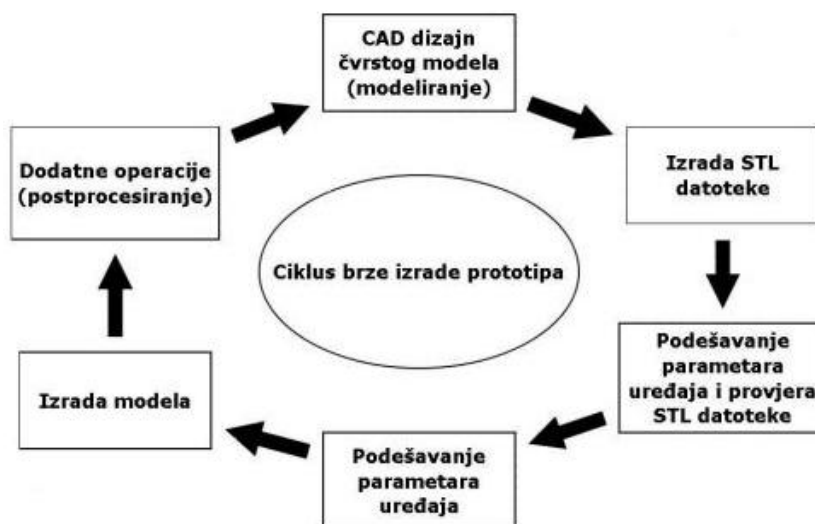 CAD dizajn
čvrstog modela
(modeliranje)
Izrada STL
datoteke
Podešavanje
parametara
uređaja i provjera
STL datoteke
Podešavanje
parametara
uređaja
Izrada modela
Dodatne operacije
(postprocesiranje)
Ciklus brze izrade prototipa